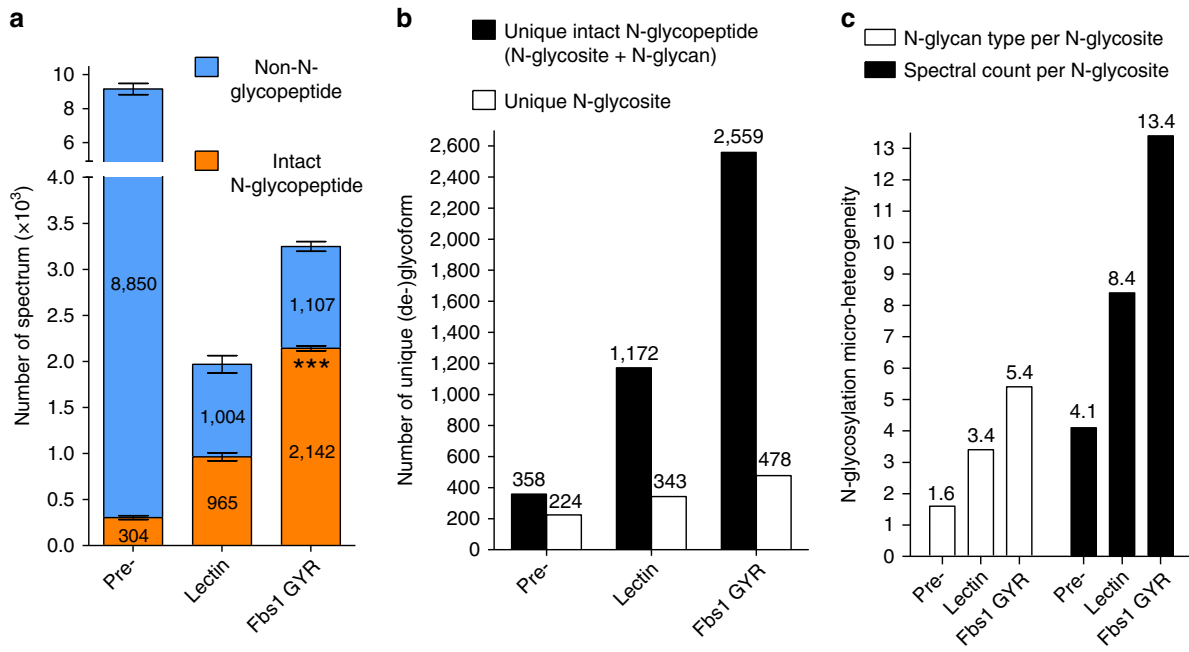 a
Non-N-
glycopeptide
Intact
N-glycopeptide
Number of spectrum (×10³)
10
8
6
4.0
3.5
3.0
2.5
2.0
1.5
1.0
0.5
0.0
8,850
304
1,004
965
1,107
***
2,142
Pre-
Lectin
Fbs1 GYR
b
Unique intact N-glycopeptide
(N-glycosite + N-glycan)
Unique N-glycosite
Number of unique (de-)glycoform
2,600
2,400
2,200
2,000
1,800
1,600
1,400
1,200
1,000
800
600
400
200
0
358
224
1,172
343
2,559
478
Pre-
Lectin
Fbs1 GYR
c
N-glycan type per N-glycosite
Spectral count per N-glycosite
N-glycosylation micro-heterogeneity
13
12
11
10
9
8
7
6
5
4
3
2
1
0
1.6
3.4
5.4
4.1
8.4
13.4
Pre-
Lectin
Fbs1 GYR
Pre-
Lectin
Fbs1 GYR